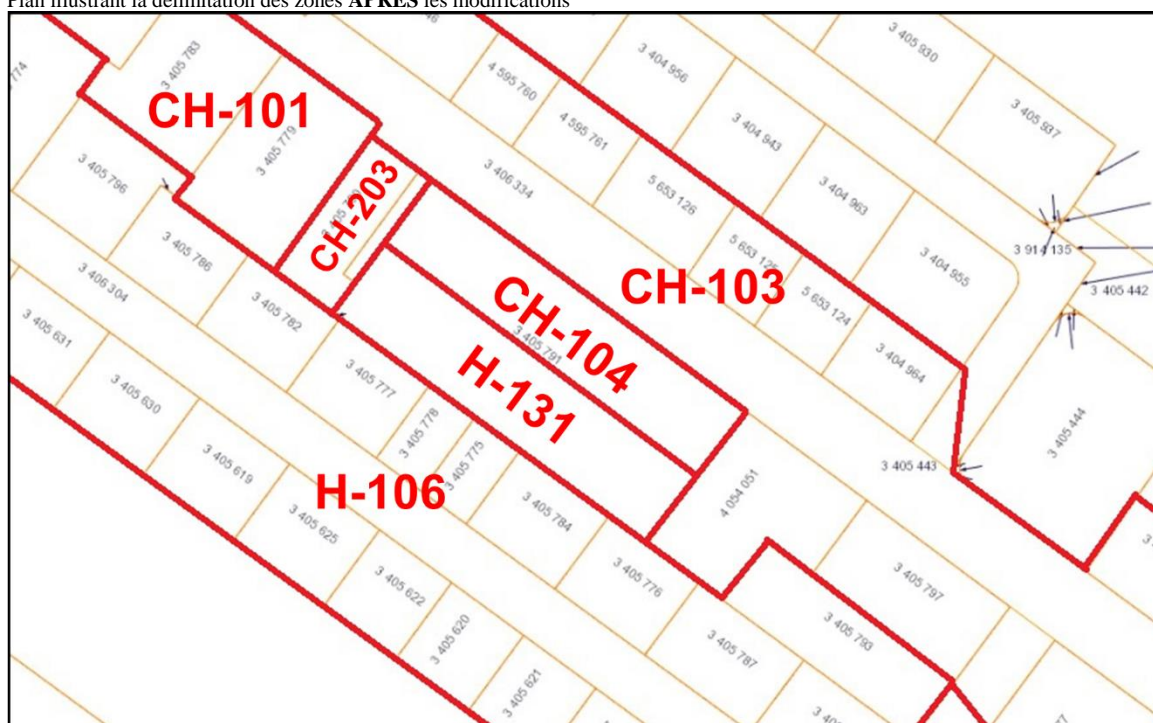 Plan illustrant la délimitation des zones APRÈS les modifications
3 405 783
3 404 956
3 405 930
4 595 760
CH-101
3 405 937
4 595 761
3 404 943
3 405 779
3 405 796
3 406 334
5 653 126
3 404 963
CH-203
3 405 786
3 404 955
3 914 135
3 405 442
3 406 304
CH-103
3 405 782
5 653 124
CH-104
3 405 631
3 405 791
3 404 964
3 405 777
H-131
3 405 630
3 405 778
3 405 444
3 405 775
3 405 443
3 405 619
H-106
4 054 051
3 405 625
3 405 784
3 405 776
3 405 797
3 405 622
3 405 620
3 405 793
3 405 787
3 405 621